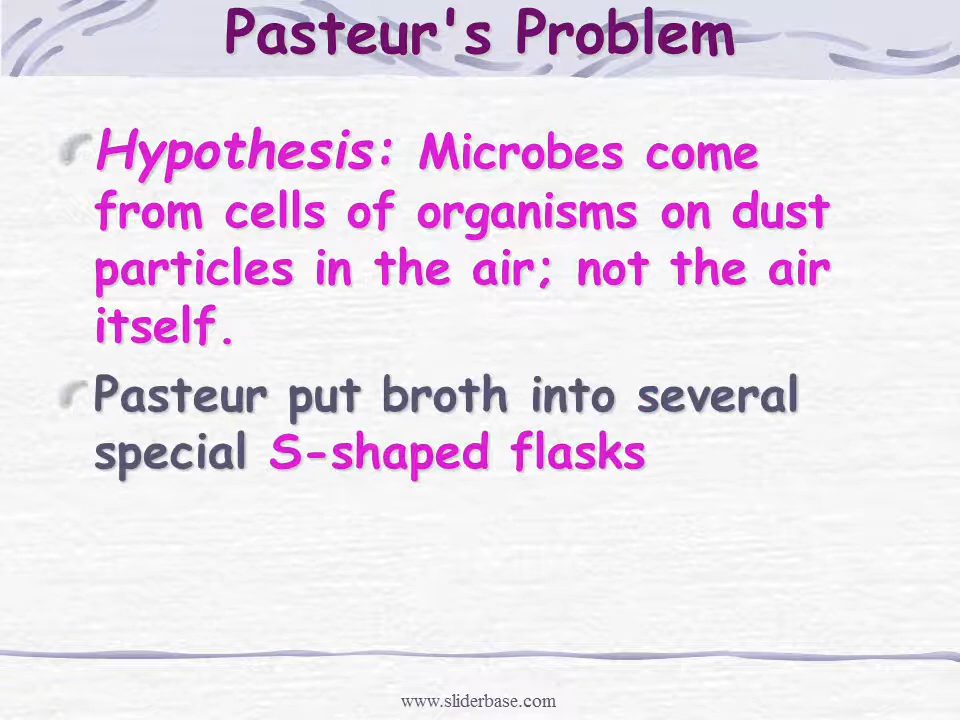 Pasteur's Problem
Hypothesis: Microbes come
from cells of organisms on dust
particles in the air; not the air
itself.
Pasteur put broth into several
special S-shaped flasks
www.sliderbase.com